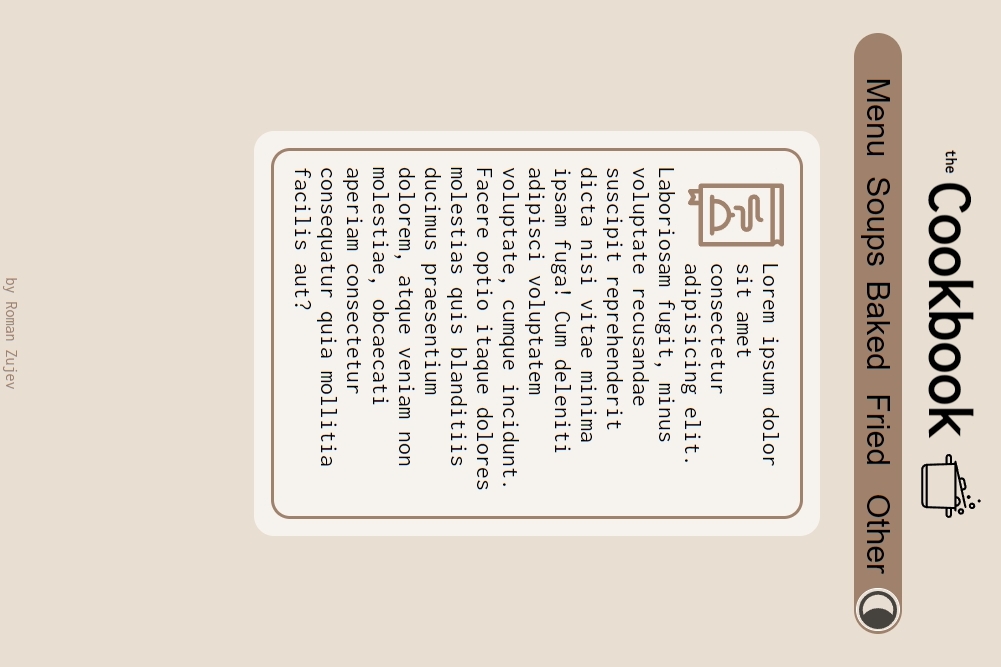 the Cookbook
Menu Soups Baked Fried Other
Lorem ipsum dolor
sit amet
consectetur
adipisicing elit.
Laboriosam fugit, minus
voluptate recusandae
suscipit reprehenderit
dicta nisi vitae minima
ipsam fuga! Cum deleniti
adipisci voluptatem
voluptate, cumque incidunt.
Facere optio itaque dolores
molestias quis blanditiis
ducimus praesentium
dolorem, atque veniam non
molestiae, obcaecati
aperiam consectetur
consequatur quia mollitia
facilis aut?
by Roman Zujev